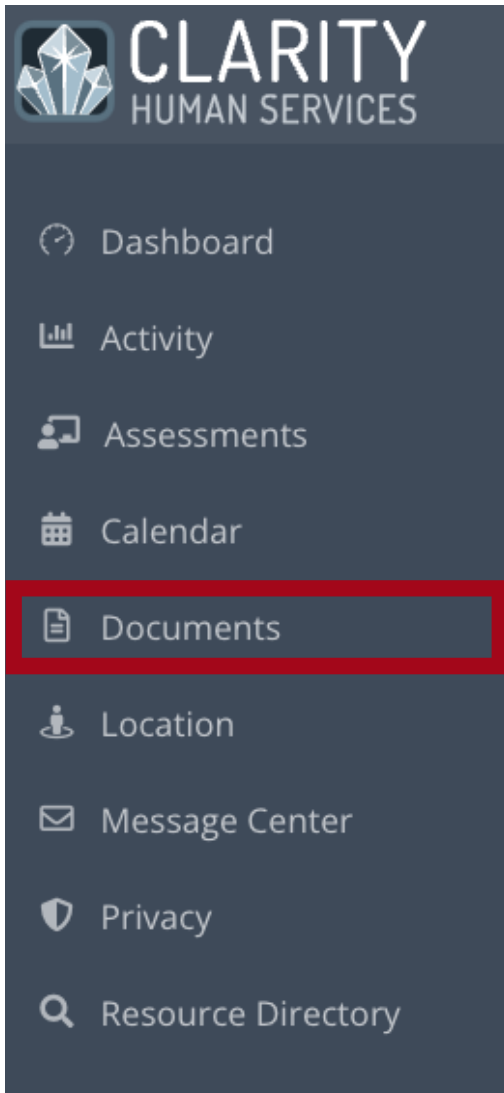 CLARITY
HUMAN SERVICES
Dashboard
Activity
Assessments
Calendar
Documents
Location
Message Center
Privacy
Resource Directory